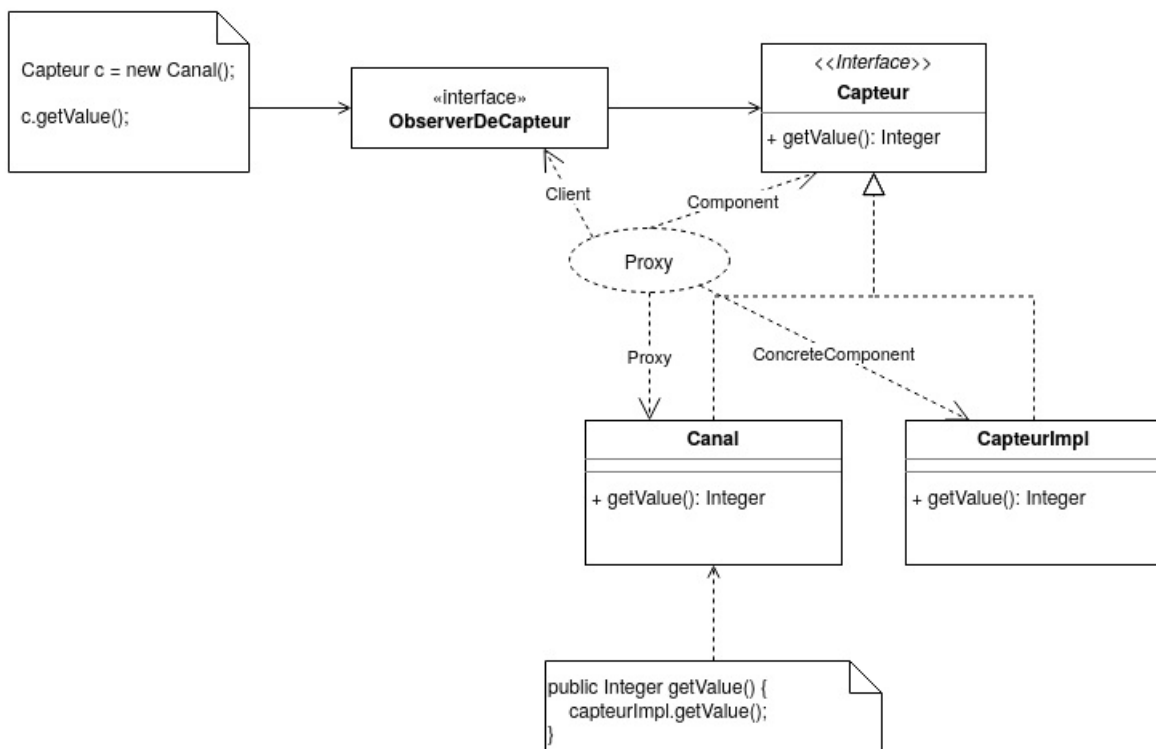 Capteur c = new Canal();
c.getValue();
«interface»
ObserverDeCapteur
<<Interface>>
Capteur
+ getValue(): Integer
Client
Component
Proxy
Proxy
ConcreteComponent
Canal
+ getValue(): Integer
CapteurImpl
+ getValue(): Integer
public Integer getValue() {
capteurImpl.getValue();
}